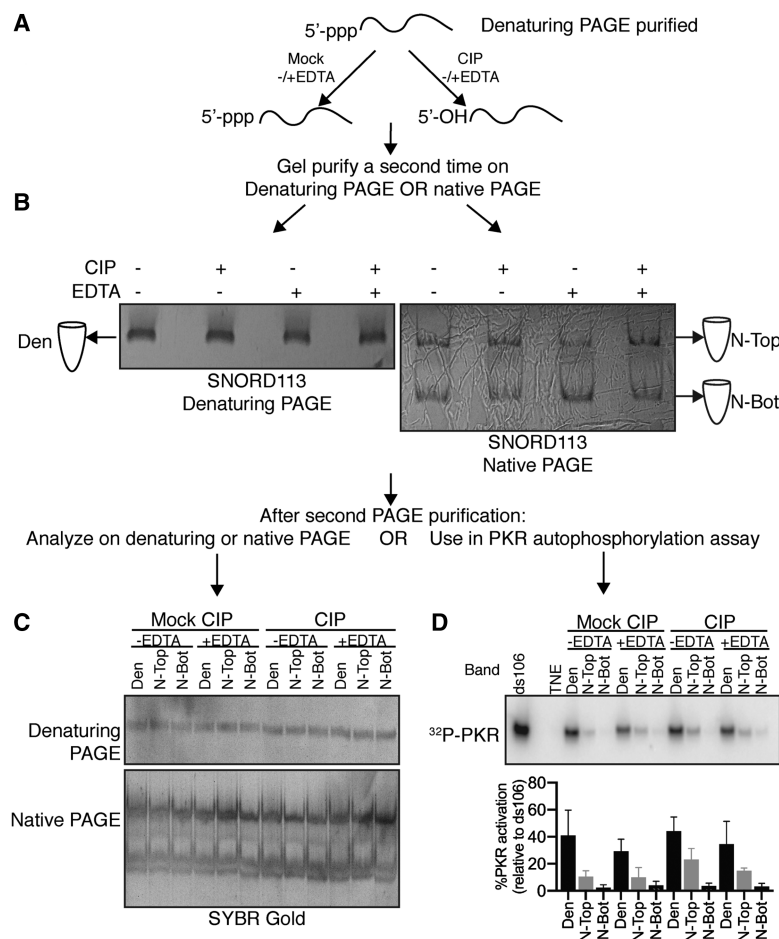 A
5'-ppp
Denaturing PAGE purified
Mock
-/+EDTA
CIP
-/+EDTA
5'-ppp
5'-OH
Gel purify a second time on
Denaturing PAGE OR native PAGE
B
CIP - + - + - + - +
EDTA - - + + - - + +
Den
N-Top
N-Bot
SNORD113
Denaturing PAGE
SNORD113
Native PAGE
After second PAGE purification:
Analyze on denaturing or native PAGE OR Use in PKR autophosphorylation assay
C
Mock CIP CIP
-EDTA +EDTA -EDTA +EDTA
Den N-Top N-Bot Den N-Top N-Bot Den N-Top N-Bot Den N-Top N-Bot
Denaturing
PAGE
Native PAGE
SYBR Gold
D
Mock CIP CIP
-EDTA +EDTA -EDTA +EDTA
Band ds106 TNE Den N-Top N-Bot Den N-Top N-Bot Den N-Top N-Bot Den N-Top N-Bot
³²P-PKR
%PKR activation
(relative to ds106)
80
60
40
20
0
Den N-Top N-Bot Den N-Top N-Bot Den N-Top N-Bot Den N-Top N-Bot